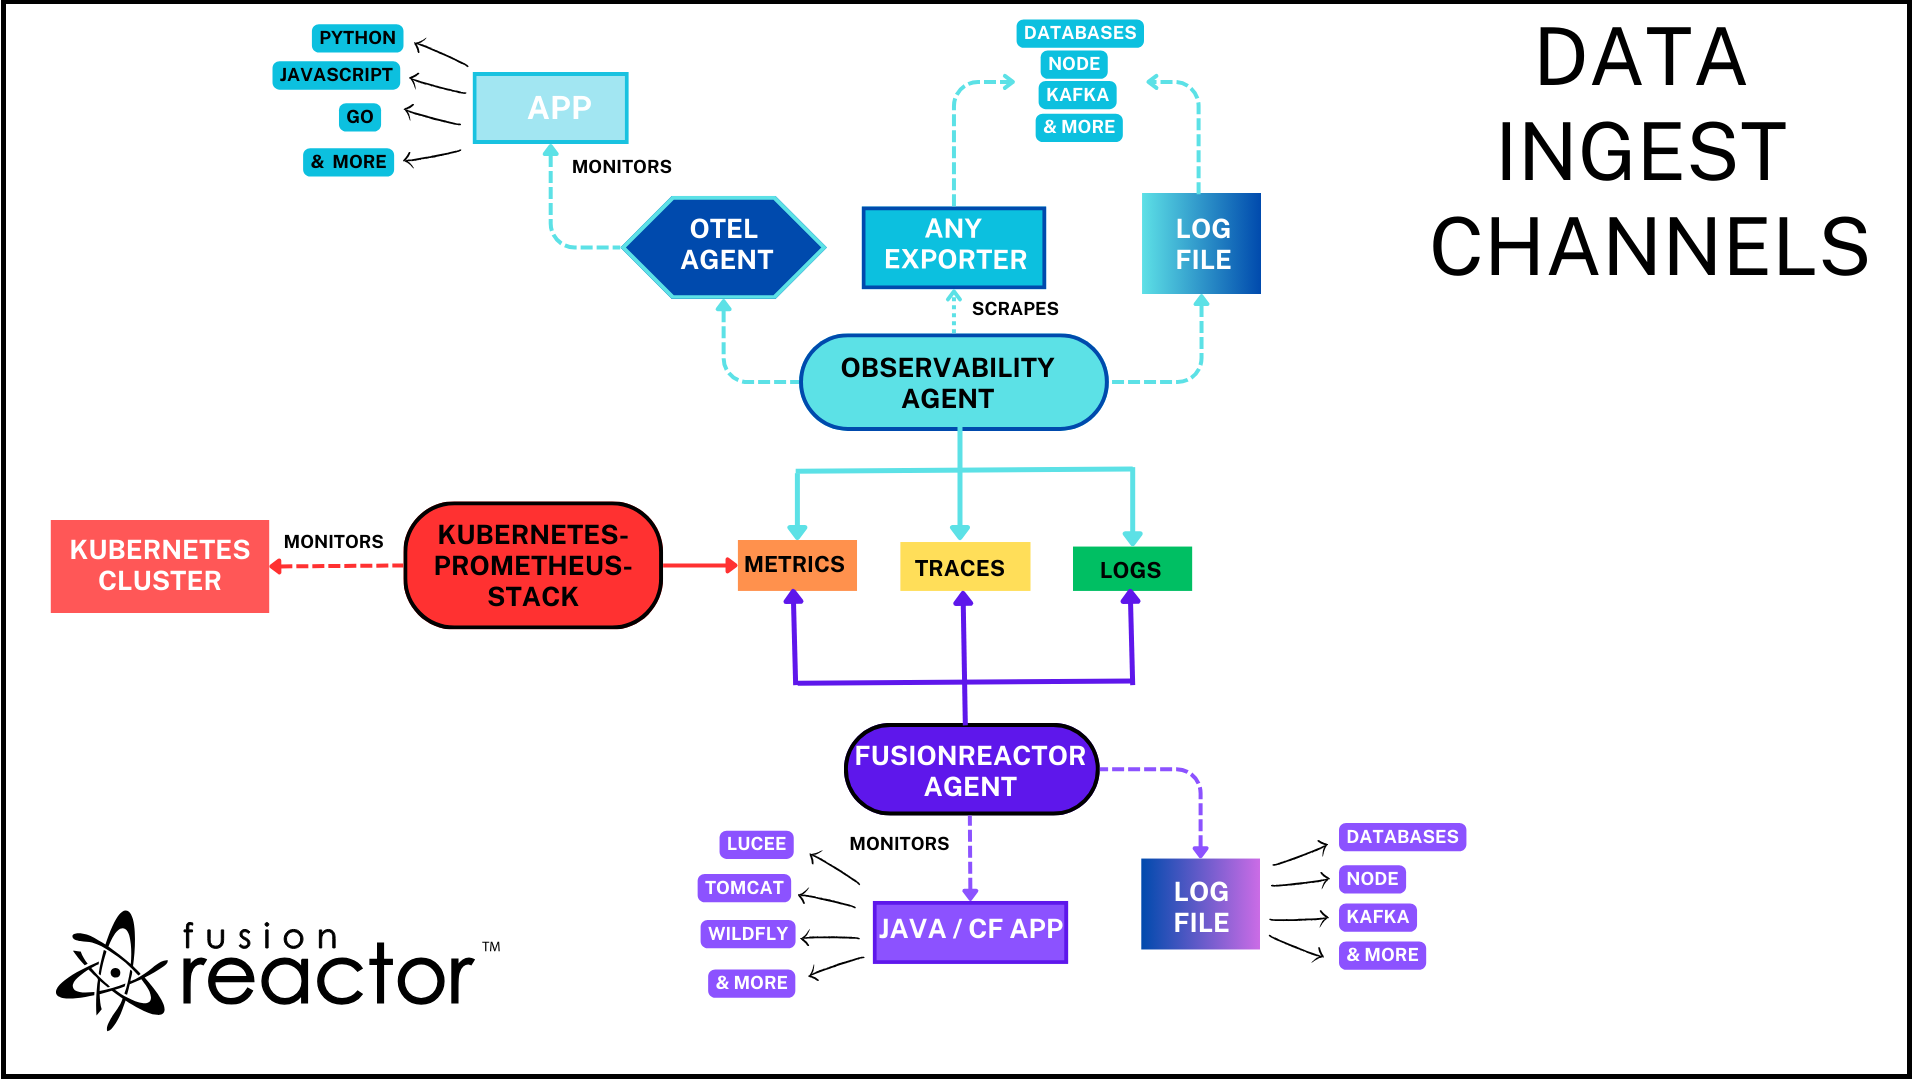 DATA
INGEST
CHANNELS
PYTHON
JAVASCRIPT
GO
& MORE
APP
MONITORS
DATABASES
NODE
KAFKA
& MORE
OTEL
AGENT
ANY
EXPORTER
LOG
FILE
SCRAPES
OBSERVABILITY
AGENT
KUBERNETES
CLUSTER
MONITORS
KUBERNETES-
PROMETHEUS-
STACK
METRICS
TRACES
LOGS
FUSIONREACTOR
AGENT
MONITORS
LUCEE
TOMCAT
WILDFLY
& MORE
JAVA / CF APP
LOG
FILE
DATABASES
NODE
KAFKA
& MORE
fusion
reactor ™